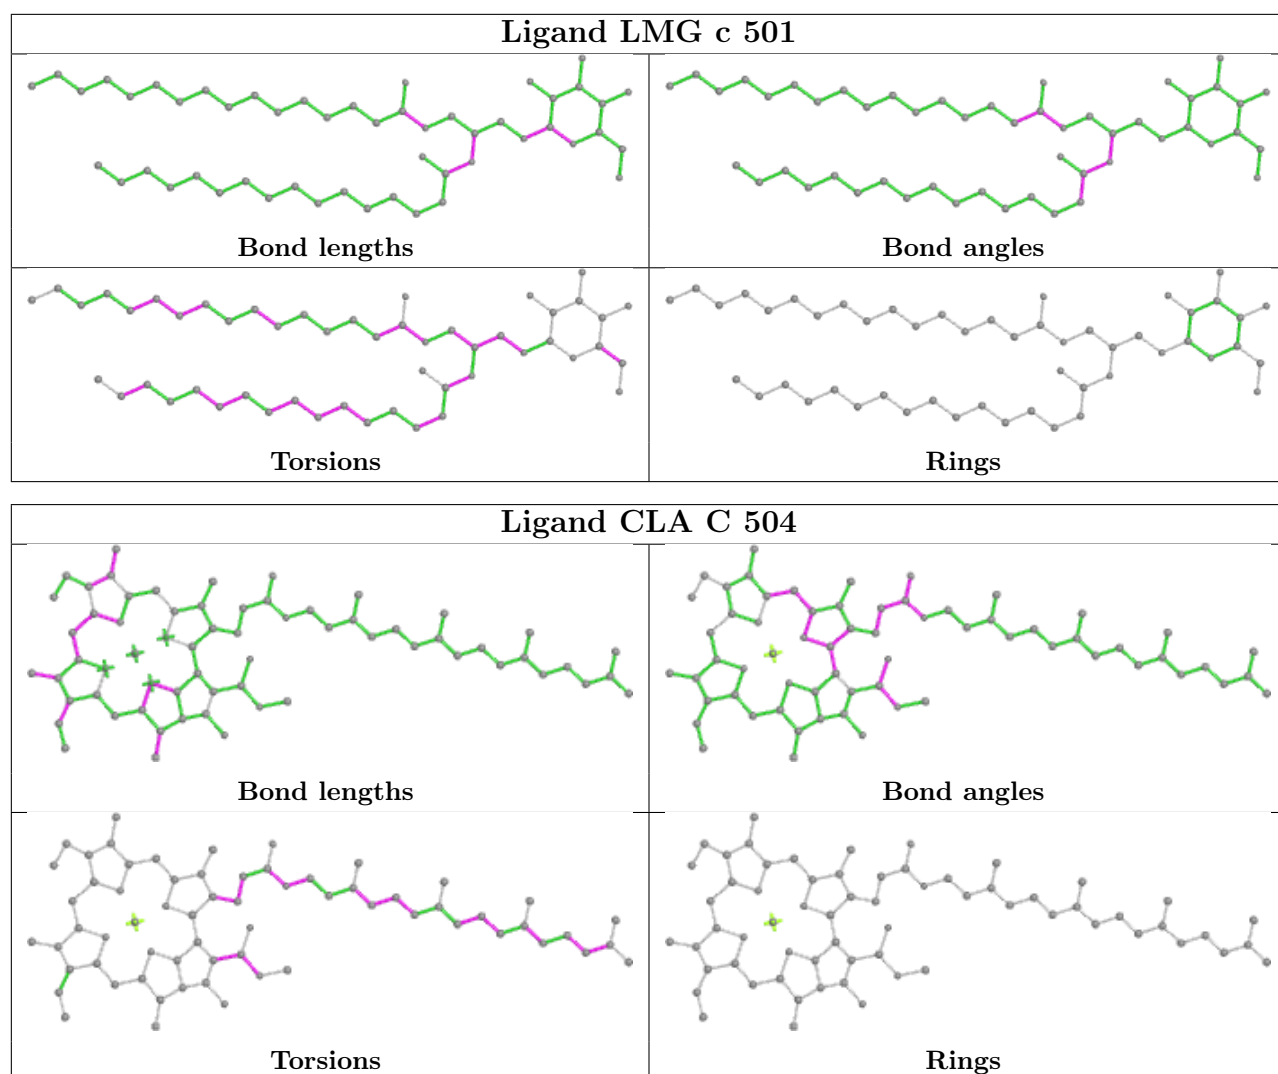 Ligand LMG c 501
Bond lengths
Bond angles
Torsions
Rings
Ligand CLA C 504
Bond lengths
Bond angles
Torsions
Rings